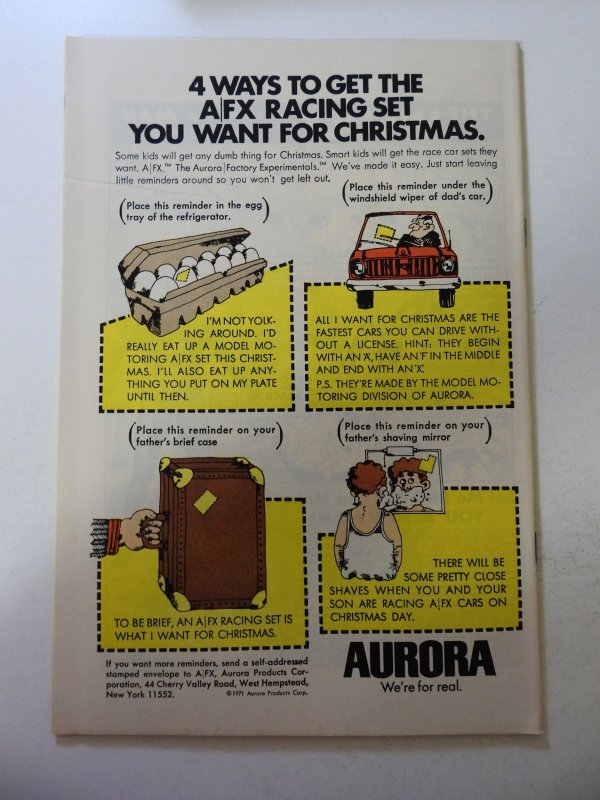 4 WAYS TO GET THE
A|FX RACING SET
YOU WANT FOR CHRISTMAS.
Some kids will get any dumb thing for Christmas. Smart kids will get the race car sets they
want. A|FX.™ The Aurora|Factory Experimentals.™ We've made it easy. Just start leaving
little reminders around so you won't get left out.
(Place this reminder in the egg
tray of the refrigerator.)
I'M NOT YOLK-
ING AROUND. I'D
REALLY EAT UP A MODEL MO-
TORING A|FX SET THIS CHRIST-
MAS. I'LL ALSO EAT UP ANY-
THING YOU PUT ON MY PLATE
UNTIL THEN.
(Place this reminder under the
windshield wiper of dad's car.)
ALL I WANT FOR CHRISTMAS ARE THE
FASTEST CARS YOU CAN DRIVE WITH-
OUT A LICENSE. HINT: THEY BEGIN
WITH AN 'A', HAVE AN 'F' IN THE MIDDLE
AND END WITH AN 'X'.
P.S. THEY'RE MADE BY THE MODEL MO-
TORING DIVISION OF AURORA.
(Place this reminder on your
father's brief case)
TO BE BRIEF, AN A|FX RACING SET IS
WHAT I WANT FOR CHRISTMAS.
(Place this reminder on your
father's shaving mirror)
THERE WILL BE
SOME PRETTY CLOSE
SHAVES WHEN YOU AND YOUR
SON ARE RACING A|FX CARS ON
CHRISTMAS DAY.
If you want more reminders, send a self-addressed
stamped envelope to A|FX, Aurora Products Cor-
poration, 44 Cherry Valley Road, West Hempstead,
New York 11552. ©1971 Aurora Products Corp.
AURORA
We're for real.